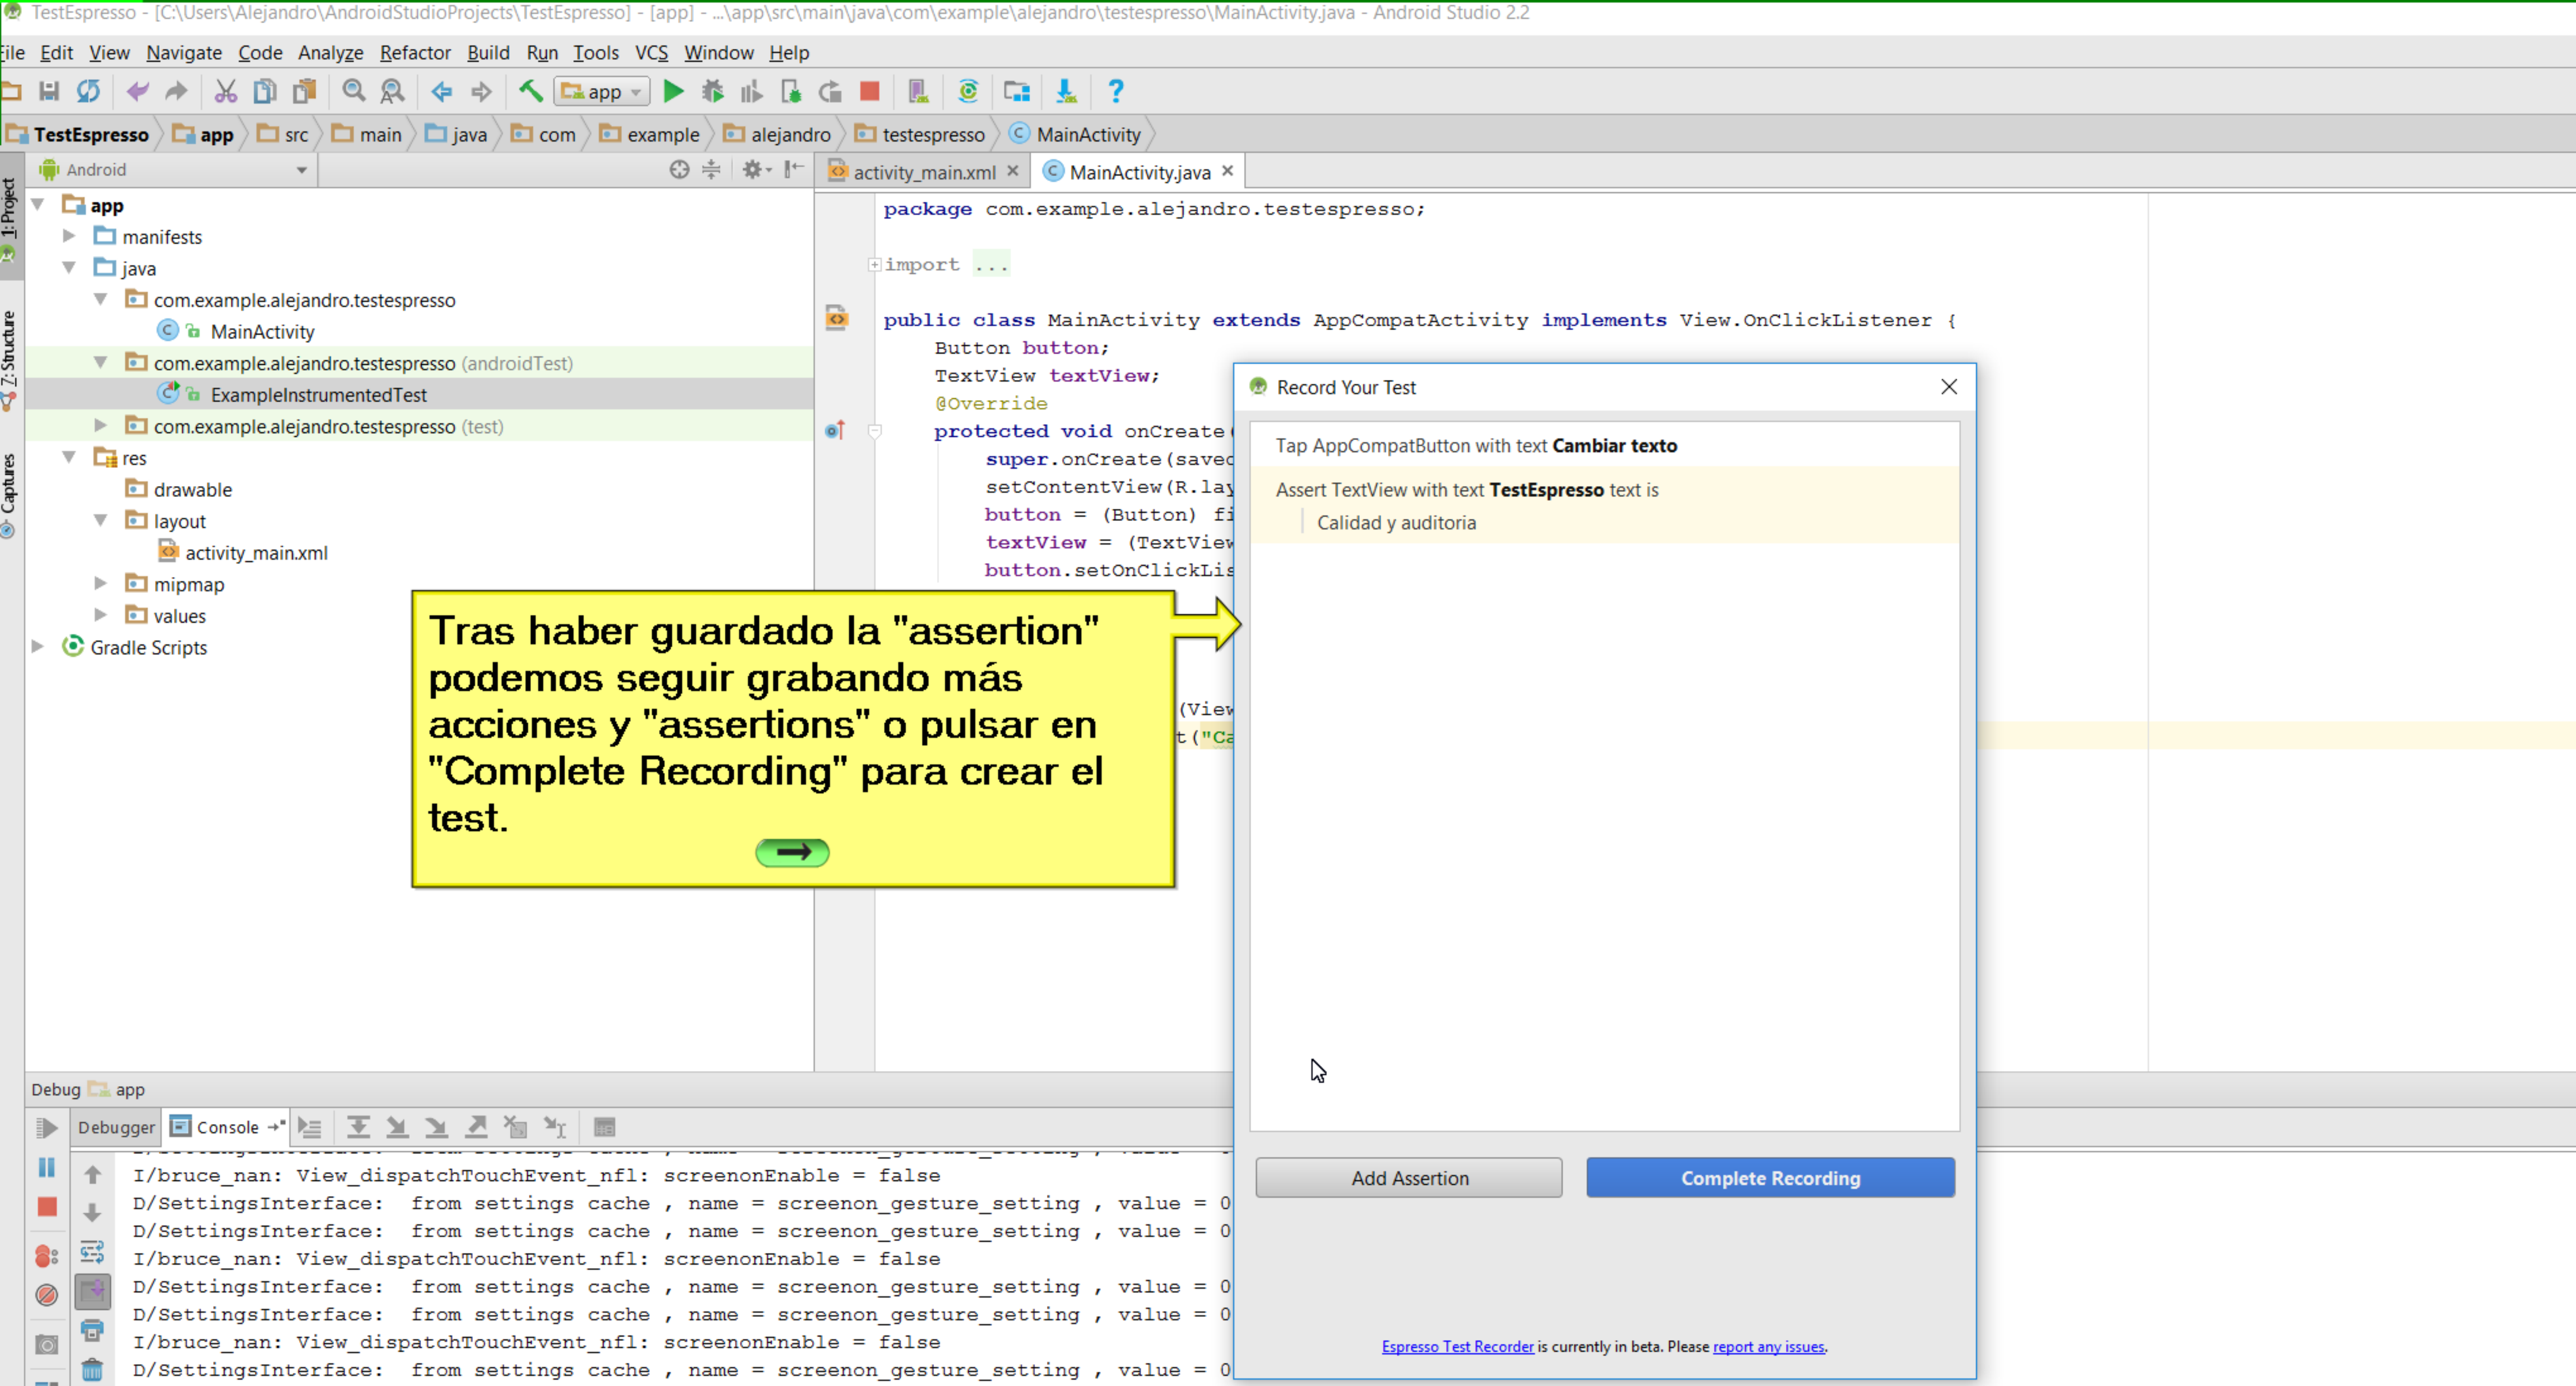 TestEspresso - [C:\Users\Alejandro\AndroidStudioProjects\TestEspresso] - [app] - ...\app\src\main\java\com\example\alejandro\testespresso\MainActivity.java - Android Studio 2.2
File Edit View Navigate Code Analyze Refactor Build Run Tools VCS Window Help
app
TestEspresso app src main java com example alejandro testespresso MainActivity
Android
activity_main.xml MainActivity.java
1: Project
7: Structure
Captures
app
manifests
java
com.example.alejandro.testespresso
MainActivity
com.example.alejandro.testespresso (androidTest)
ExampleInstrumentedTest
com.example.alejandro.testespresso (test)
res
drawable
layout
activity_main.xml
mipmap
values
Gradle Scripts
package com.example.alejandro.testespresso;
import ...
public class MainActivity extends AppCompatActivity implements View.OnClickListener {
Button button;
TextView textView;
@Override
protected void onCreate(
super.onCreate(saved
setContentView(R.lay
button = (Button) fi
textView = (TextView
button.setOnClickLis
(View
t("Ca
Tras haber guardado la "assertion"
podemos seguir grabando más
acciones y "assertions" o pulsar en
"Complete Recording" para crear el
test.
Record Your Test
Tap AppCompatButton with text Cambiar texto
Assert TextView with text TestEspresso text is
Calidad y auditoria
Add Assertion Complete Recording
Espresso Test Recorder is currently in beta. Please report any issues.
Debug app
Debugger Console
I/bruce_nan: View_dispatchTouchEvent_nfl: screenonEnable = false
D/SettingsInterface: from settings cache , name = screenon_gesture_setting , value = 0
D/SettingsInterface: from settings cache , name = screenon_gesture_setting , value = 0
I/bruce_nan: View_dispatchTouchEvent_nfl: screenonEnable = false
D/SettingsInterface: from settings cache , name = screenon_gesture_setting , value = 0
D/SettingsInterface: from settings cache , name = screenon_gesture_setting , value = 0
I/bruce_nan: View_dispatchTouchEvent_nfl: screenonEnable = false
D/SettingsInterface: from settings cache , name = screenon_gesture_setting , value = 0